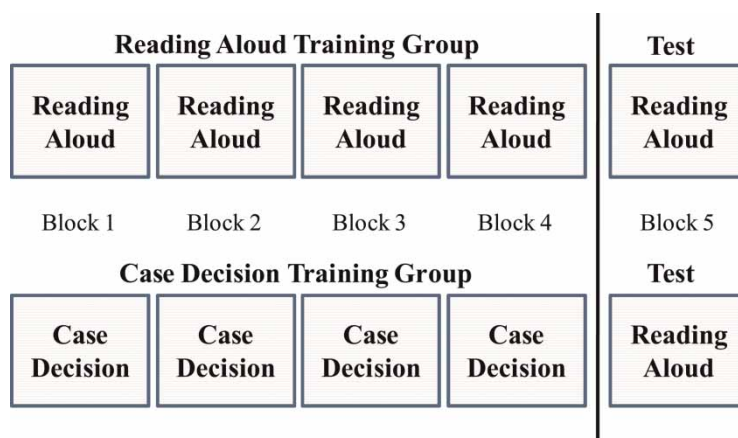 Reading Aloud Training Group Test
Reading Aloud Reading Aloud Reading Aloud Reading Aloud Reading Aloud
Block 1 Block 2 Block 3 Block 4 Block 5
Case Decision Training Group Test
Case Decision Case Decision Case Decision Case Decision Reading Aloud